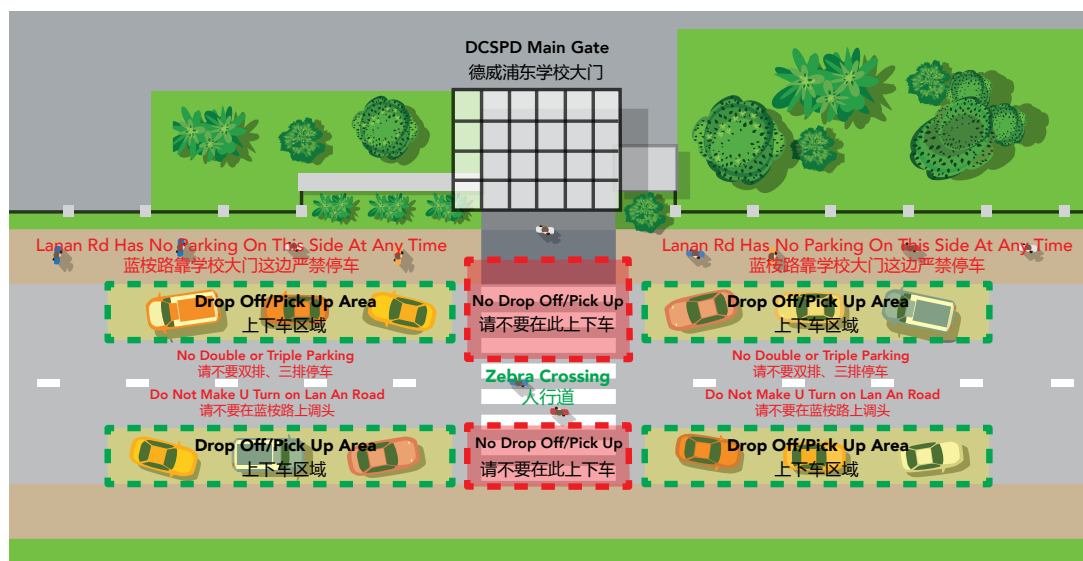 DCSPD Main Gate
德威浦东学校大门
Lanan Rd Has No Parking On This Side At Any Time
蓝桉路靠学校大门这边严禁停车
Lanan Rd Has No Parking On This Side At Any Time
蓝桉路靠学校大门这边严禁停车
Drop Off/Pick Up Area
上下车区域
No Drop Off/Pick Up
请不要在此上下车
Drop Off/Pick Up Area
上下车区域
No Double or Triple Parking
请不要双排、三排停车
No Double or Triple Parking
请不要双排、三排停车
Zebra Crossing
人行道
Do Not Make U Turn on Lan An Road
请不要在蓝桉路上调头
Do Not Make U Turn on Lan An Road
请不要在蓝桉路上调头
Drop Off/Pick Up Area
上下车区域
No Drop Off/Pick Up
请不要在此上下车
Drop Off/Pick Up Area
上下车区域